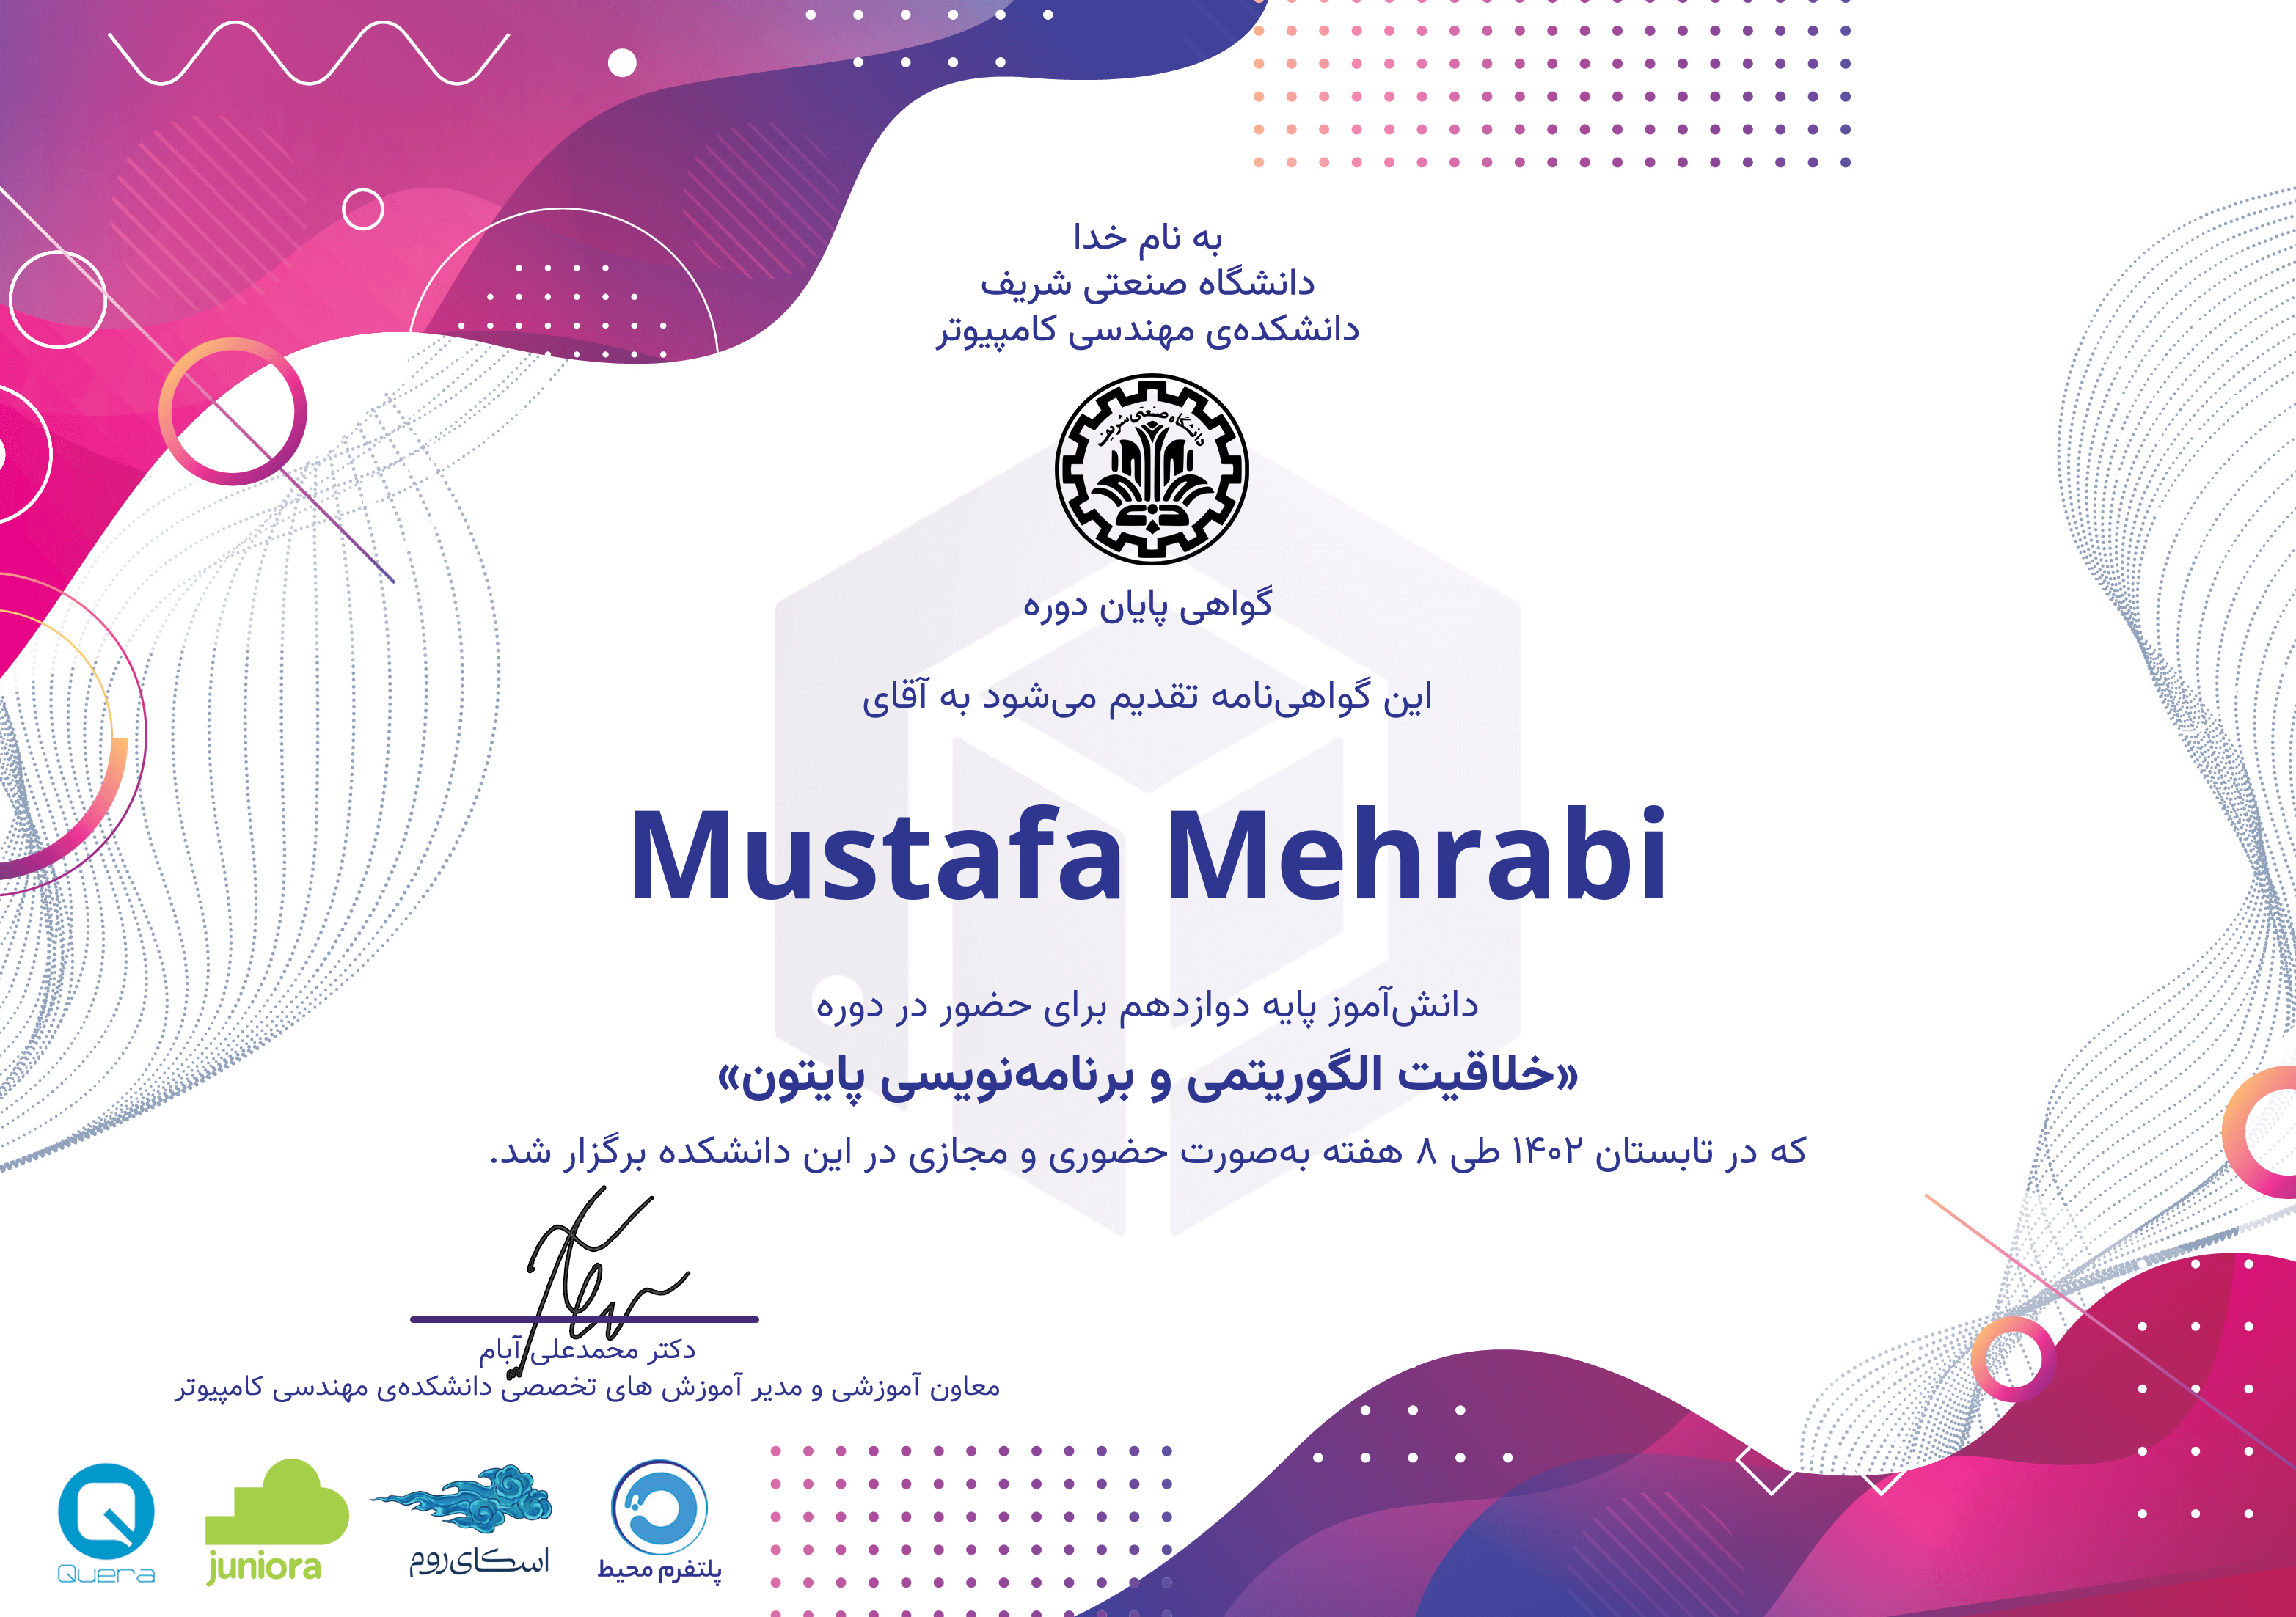 به نام خدا
دانشگاه صنعتی شریف
دانشکده‌ی مهندسی کامپیوتر
دانشگاه صنعتی شریف
گواهی پایان دوره
این گواهی‌نامه تقدیم می‌شود به آقای
Mustafa Mehrabi
دانش‌آموز پایه دوازدهم برای حضور در دوره
«خلاقیت الگوریتمی و برنامه‌نویسی پایتون»
که در تابستان ۱۴۰۲ طی ۸ هفته به‌صورت حضوری و مجازی در این دانشکده برگزار شد.
دکتر محمدعلی آبام
معاون آموزشی و مدیر آموزش های تخصصی دانشکده‌ی مهندسی کامپیوتر
پلتفرم محیط
اسکای‌روم
juniora
Quera